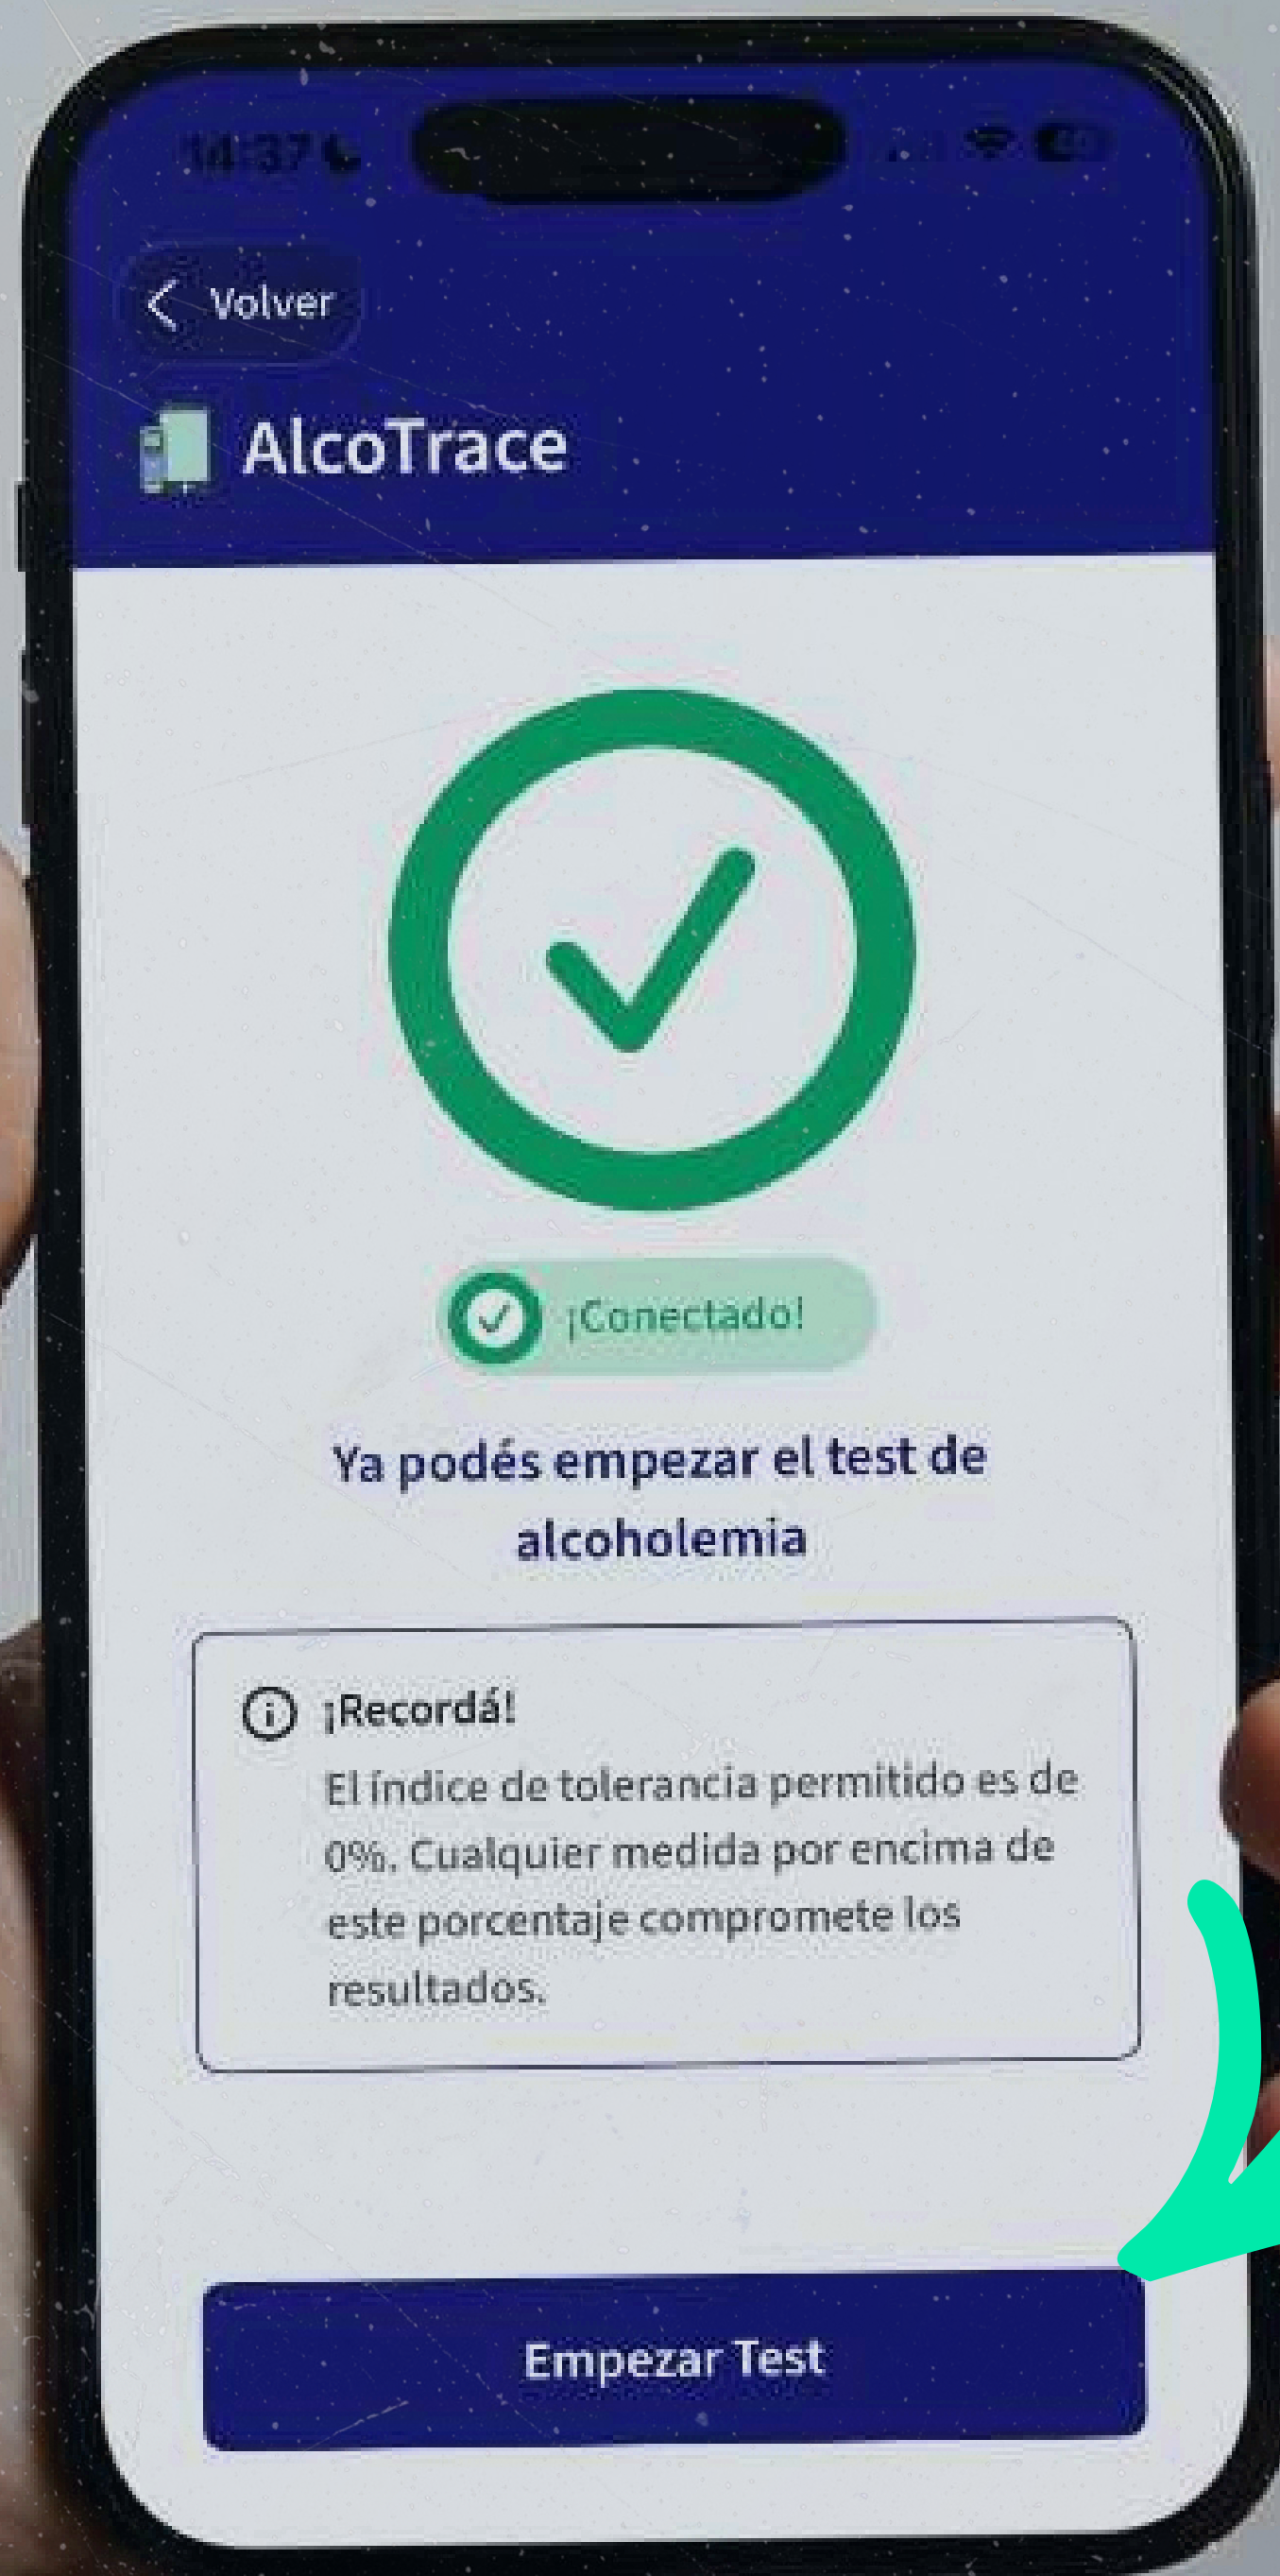 14:37
Volver
AlcoTrace
¡Conectado!
Ya podés empezar el test de
alcoholemia
¡Recordá!
El índice de tolerancia permitido es de
0%. Cualquier medida por encima de
este porcentaje compromete los
resultados.
Empezar Test